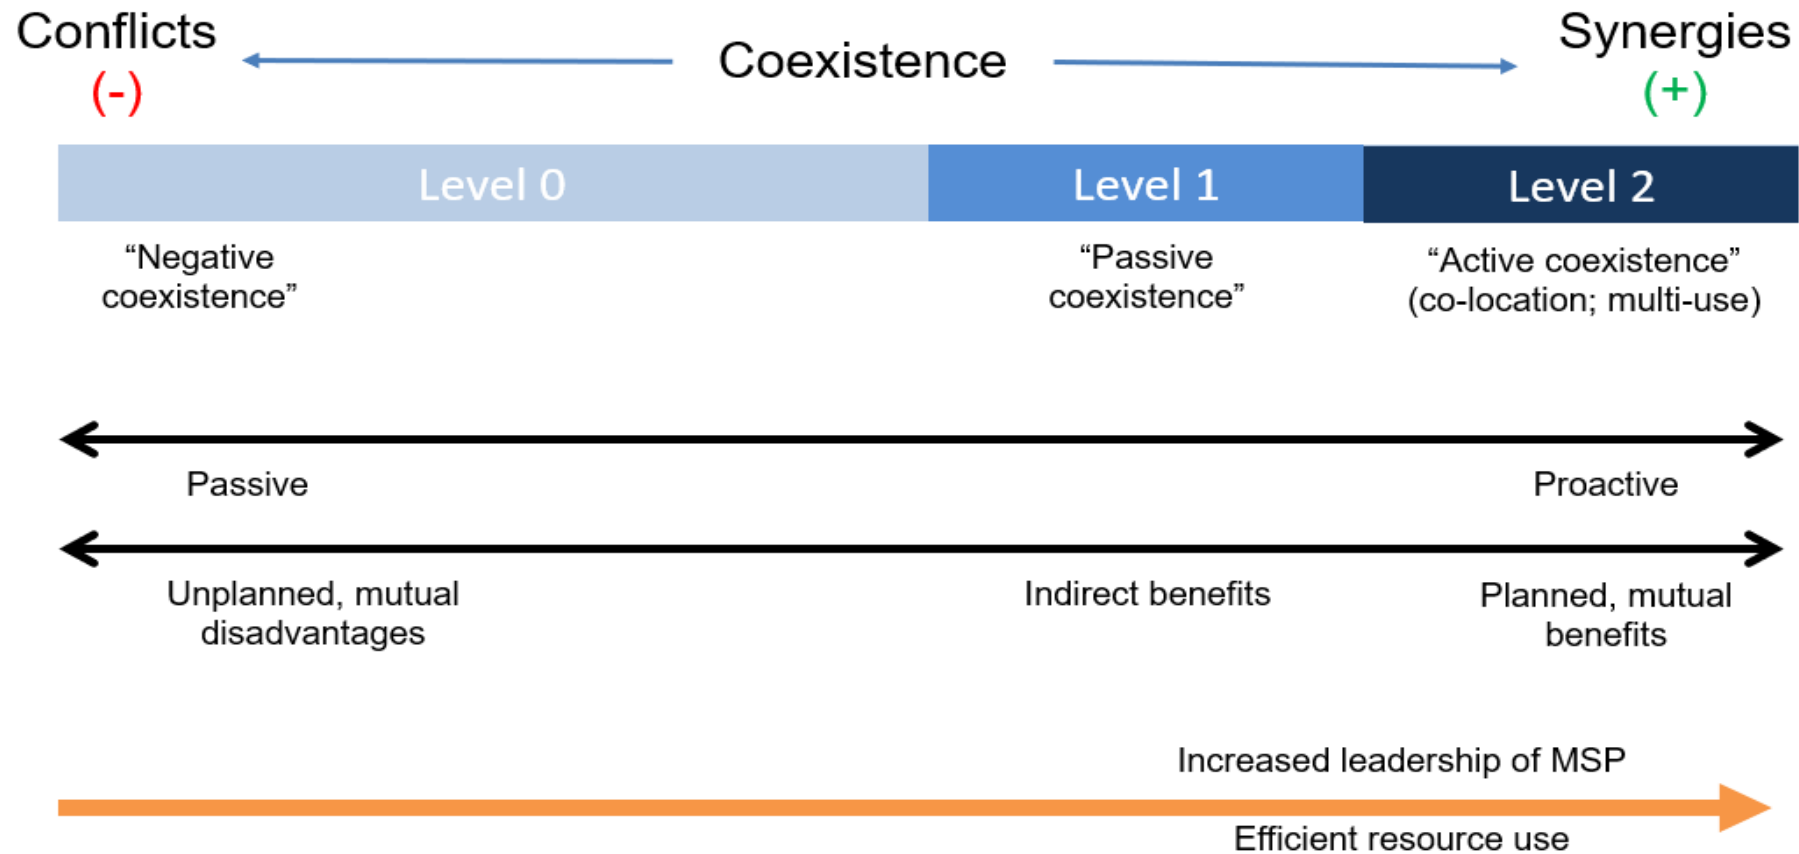 Conflicts
(-)
Coexistence
Synergies
(+)
Level 0
Level 1
Level 2
“Negative
coexistence”
“Passive
coexistence”
“Active coexistence”
(co-location; multi-use)
Passive
Proactive
Unplanned, mutual
disadvantages
Indirect benefits
Planned, mutual
benefits
Increased leadership of MSP
Efficient resource use